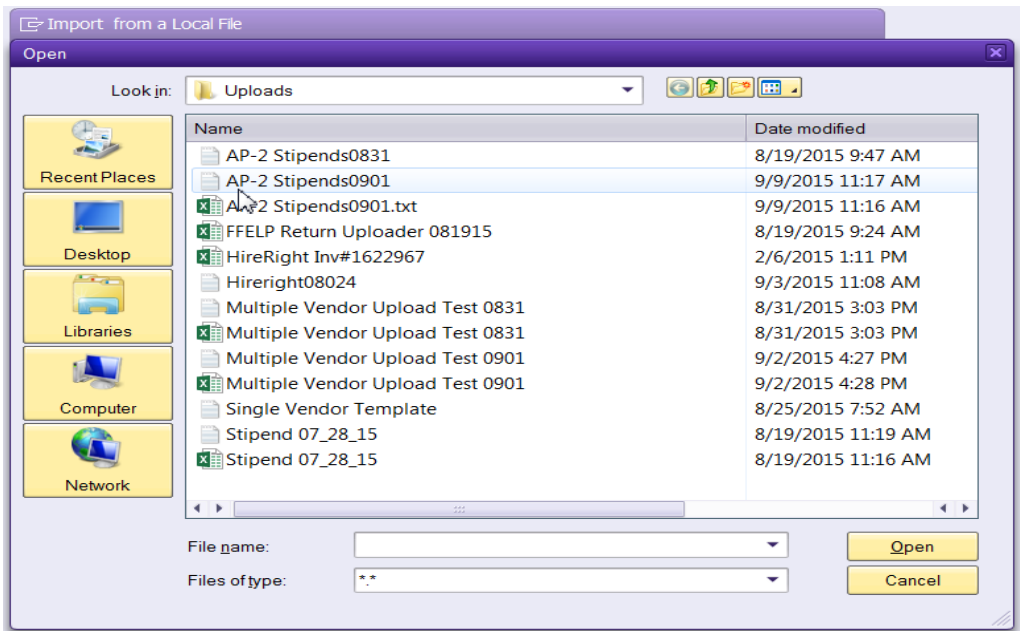 Import from a Local File
Open
Look in: Uploads
Name Date modified
AP-2 Stipends0831 8/19/2015 9:47 AM
AP-2 Stipends0901 9/9/2015 11:17 AM
AP-2 Stipends0901.txt 9/9/2015 11:16 AM
FFELP Return Uploader 081915 8/19/2015 9:24 AM
HireRight Inv#1622967 2/6/2015 1:11 PM
Hireright08024 9/3/2015 11:08 AM
Multiple Vendor Upload Test 0831 8/31/2015 3:03 PM
Multiple Vendor Upload Test 0831 8/31/2015 3:03 PM
Multiple Vendor Upload Test 0901 9/2/2015 4:27 PM
Multiple Vendor Upload Test 0901 9/2/2015 4:28 PM
Single Vendor Template 8/25/2015 7:52 AM
Stipend 07_28_15 8/19/2015 11:19 AM
Stipend 07_28_15 8/19/2015 11:16 AM
Recent Places
Desktop
Libraries
Computer
Network
File name: Open
Files of type: *.* Cancel